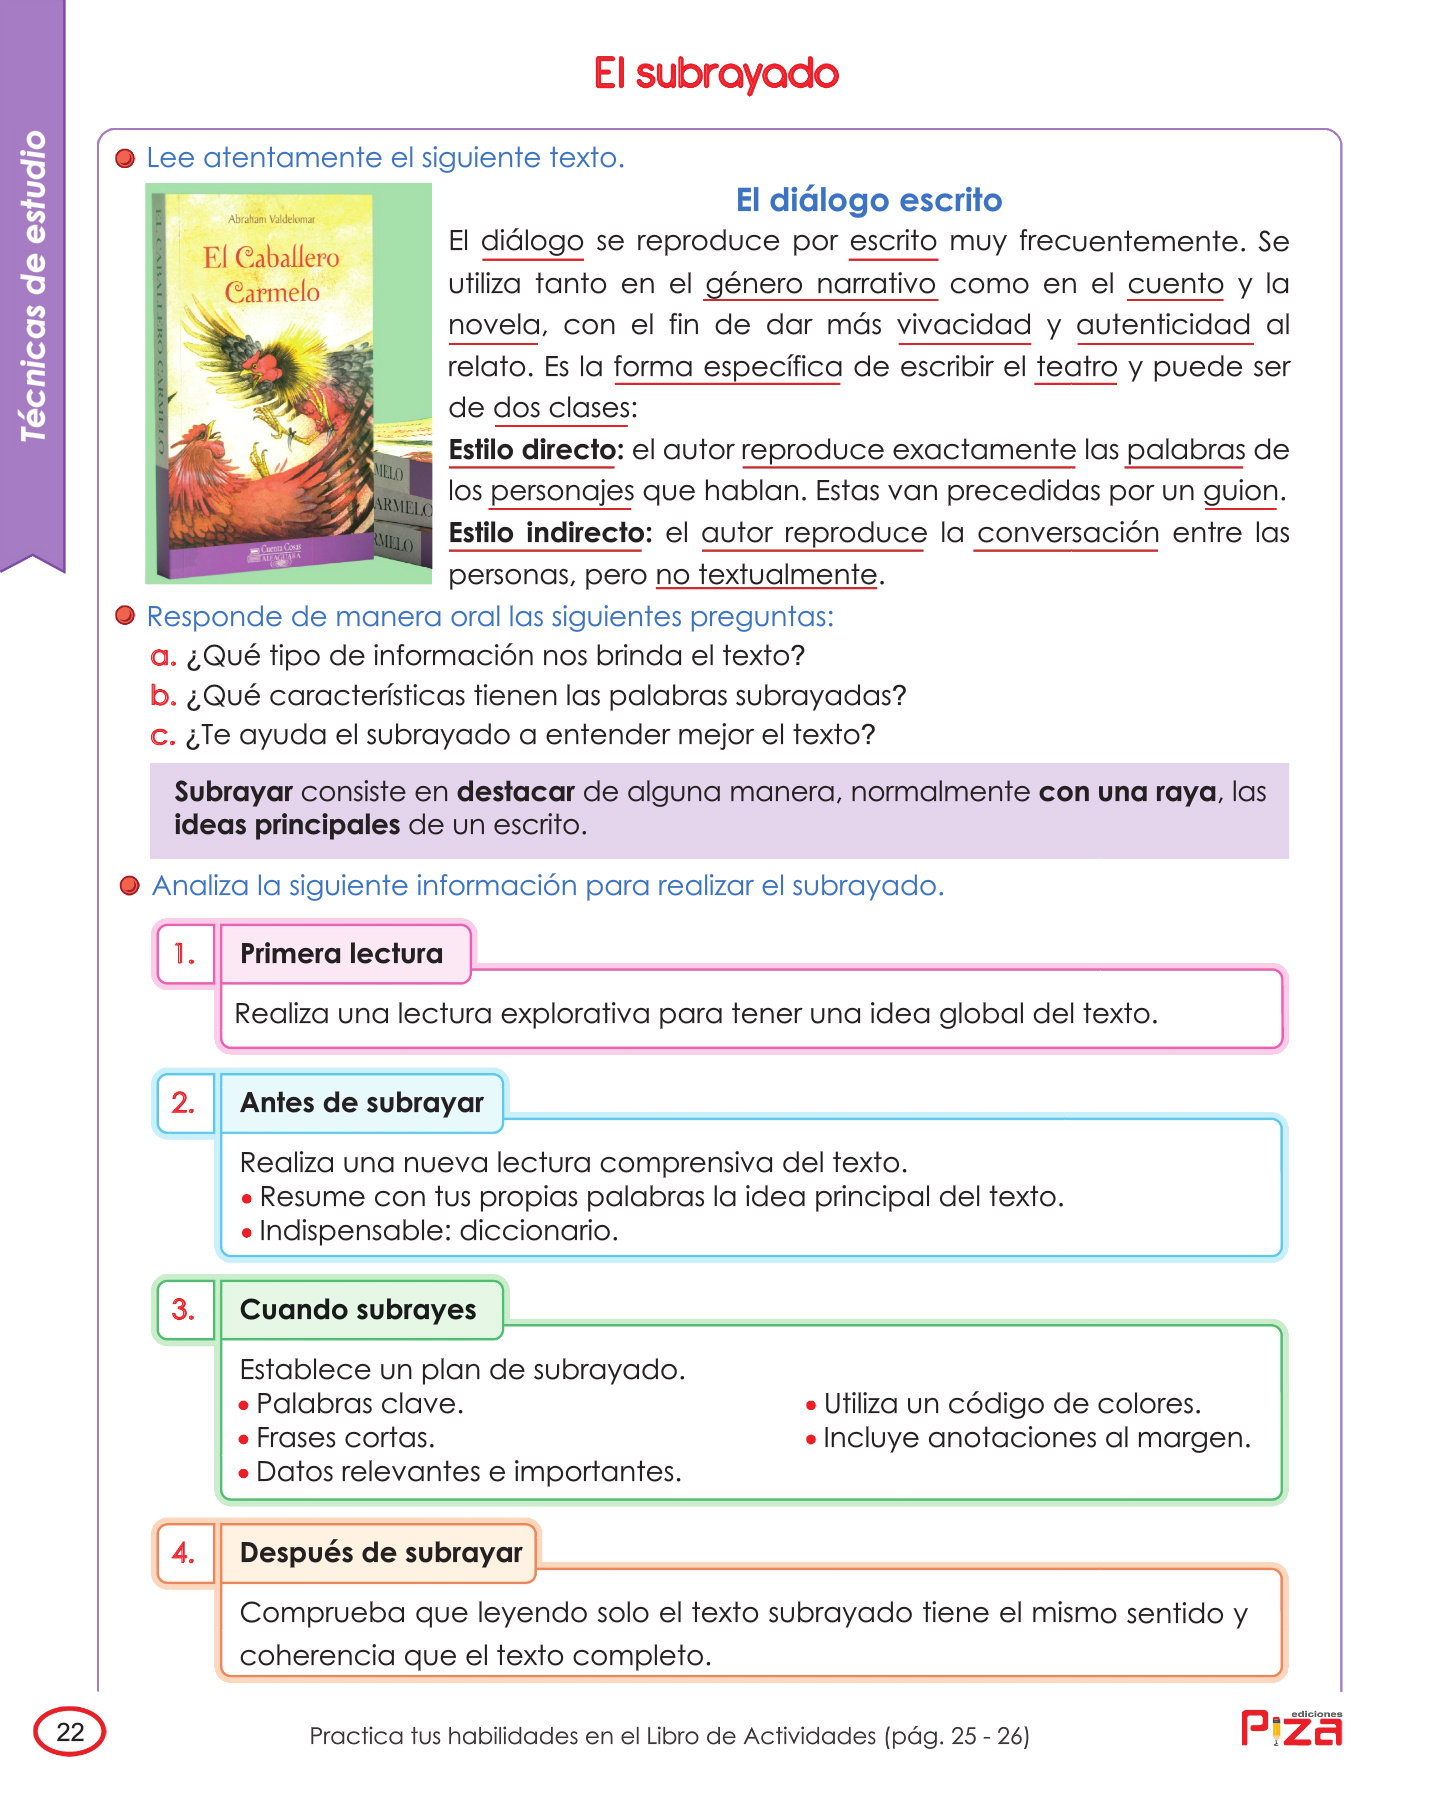 El subrayado
Técnicas de estudio
Lee atentamente el siguiente texto.
Abraham Valdelomar
El Caballero
Carmelo
EL CABALLERO CARMELO
MELO
ARMELO
RMELO
Cuenta Cosas
ALFAGUARA
El diálogo escrito
El diálogo se reproduce por escrito muy frecuentemente. Se
utiliza tanto en el género narrativo como en el cuento y la
novela, con el fin de dar más vivacidad y autenticidad al
relato. Es la forma específica de escribir el teatro y puede ser
de dos clases:
Estilo directo: el autor reproduce exactamente las palabras de
los personajes que hablan. Estas van precedidas por un guion.
Estilo indirecto: el autor reproduce la conversación entre las
personas, pero no textualmente.
Responde de manera oral las siguientes preguntas:
a. ¿Qué tipo de información nos brinda el texto?
b. ¿Qué características tienen las palabras subrayadas?
c. ¿Te ayuda el subrayado a entender mejor el texto?
Subrayar consiste en destacar de alguna manera, normalmente con una raya, las
ideas principales de un escrito.
Analiza la siguiente información para realizar el subrayado.
1. Primera lectura
Realiza una lectura explorativa para tener una idea global del texto.
2. Antes de subrayar
Realiza una nueva lectura comprensiva del texto.
• Resume con tus propias palabras la idea principal del texto.
• Indispensable: diccionario.
3. Cuando subrayes
Establece un plan de subrayado.
• Palabras clave.
• Frases cortas.
• Datos relevantes e importantes.
• Utiliza un código de colores.
• Incluye anotaciones al margen.
4. Después de subrayar
Comprueba que leyendo solo el texto subrayado tiene el mismo sentido y
coherencia que el texto completo.
22
Practica tus habilidades en el Libro de Actividades (pág. 25 - 26)
ediciones
Piza